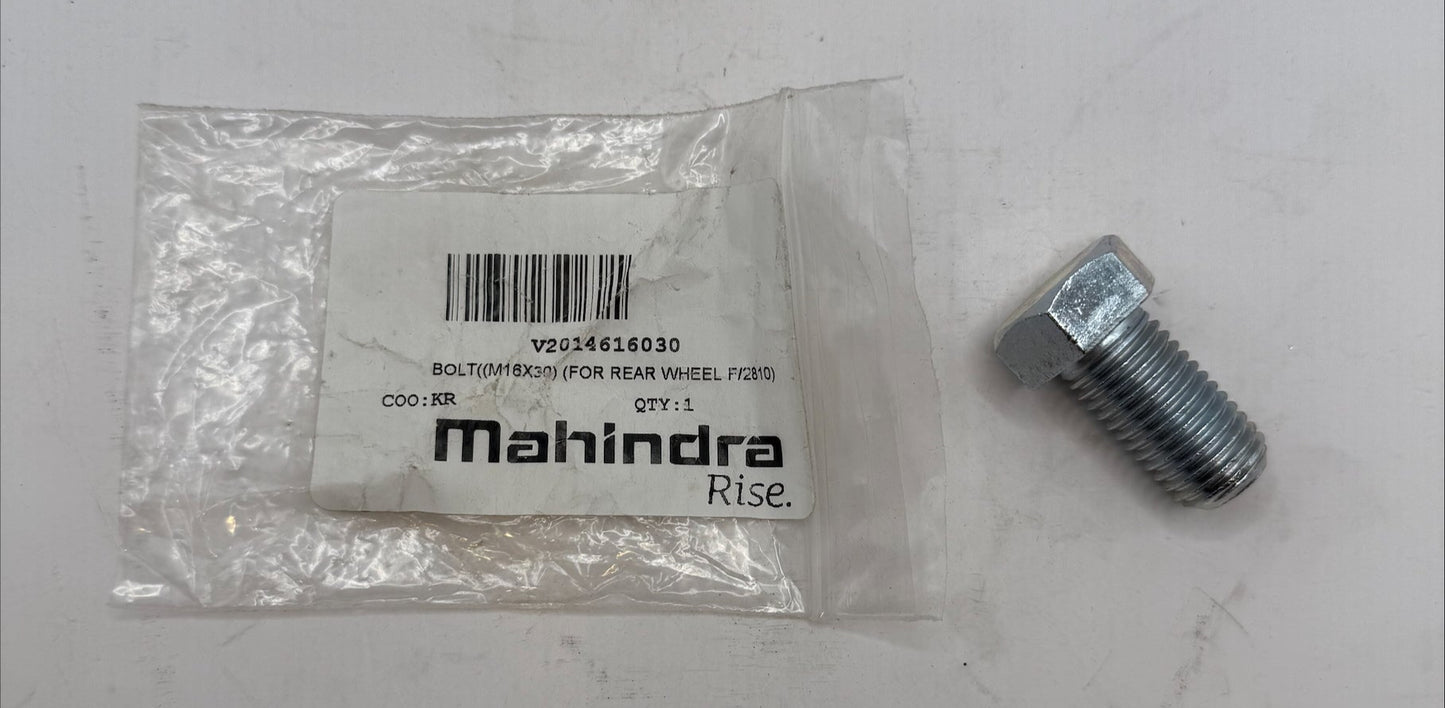 V2014616030
BOLT((M16X30) (FOR REAR WHEEL F/2810)
COO:KR QTY:1
Mahindra
Rise.